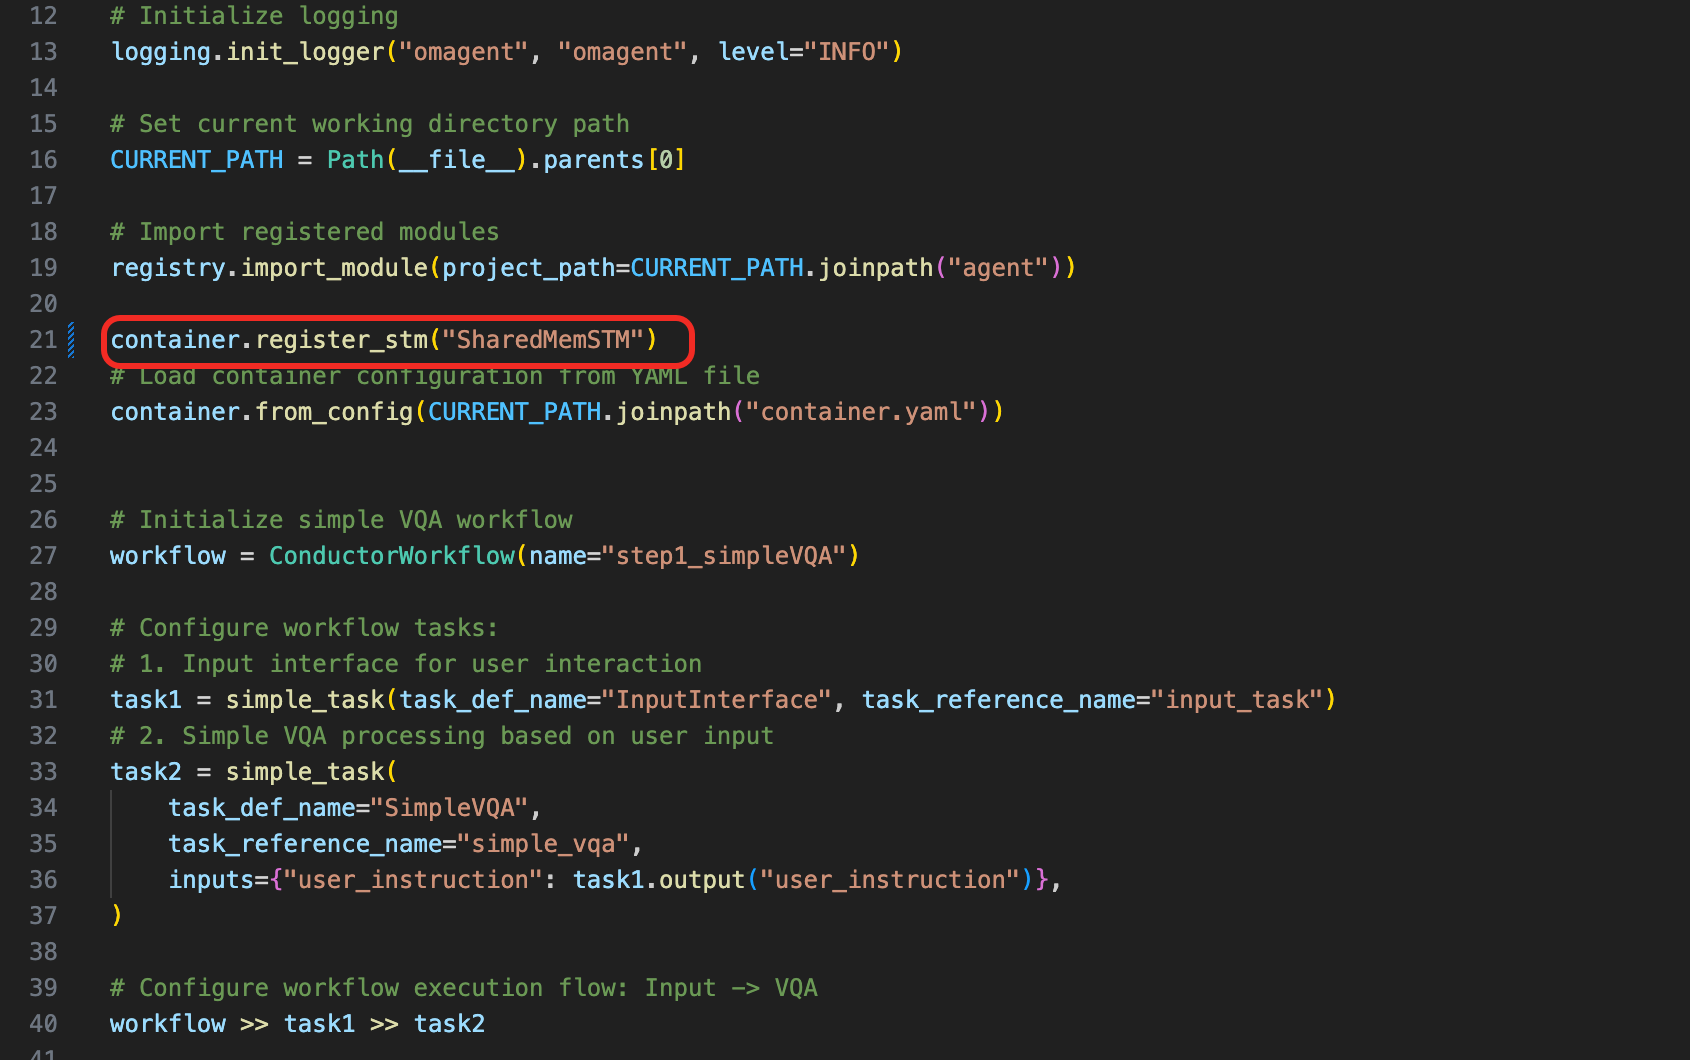 12 # Initialize logging
13 logging.init_logger("omagent", "omagent", level="INFO")
14
15 # Set current working directory path
16 CURRENT_PATH = Path(__file__).parents[0]
17
18 # Import registered modules
19 registry.import_module(project_path=CURRENT_PATH.joinpath("agent"))
20
21 container.register_stm("SharedMemSTM")
22 # Load container configuration from YAML file
23 container.from_config(CURRENT_PATH.joinpath("container.yaml"))
24
25
26 # Initialize simple VQA workflow
27 workflow = ConductorWorkflow(name="step1_simpleVQA")
28
29 # Configure workflow tasks:
30 # 1. Input interface for user interaction
31 task1 = simple_task(task_def_name="InputInterface", task_reference_name="input_task")
32 # 2. Simple VQA processing based on user input
33 task2 = simple_task(
34     task_def_name="SimpleVQA",
35     task_reference_name="simple_vqa",
36     inputs={"user_instruction": task1.output("user_instruction")},
37 )
38
39 # Configure workflow execution flow: Input -> VQA
40 workflow >> task1 >> task2
41